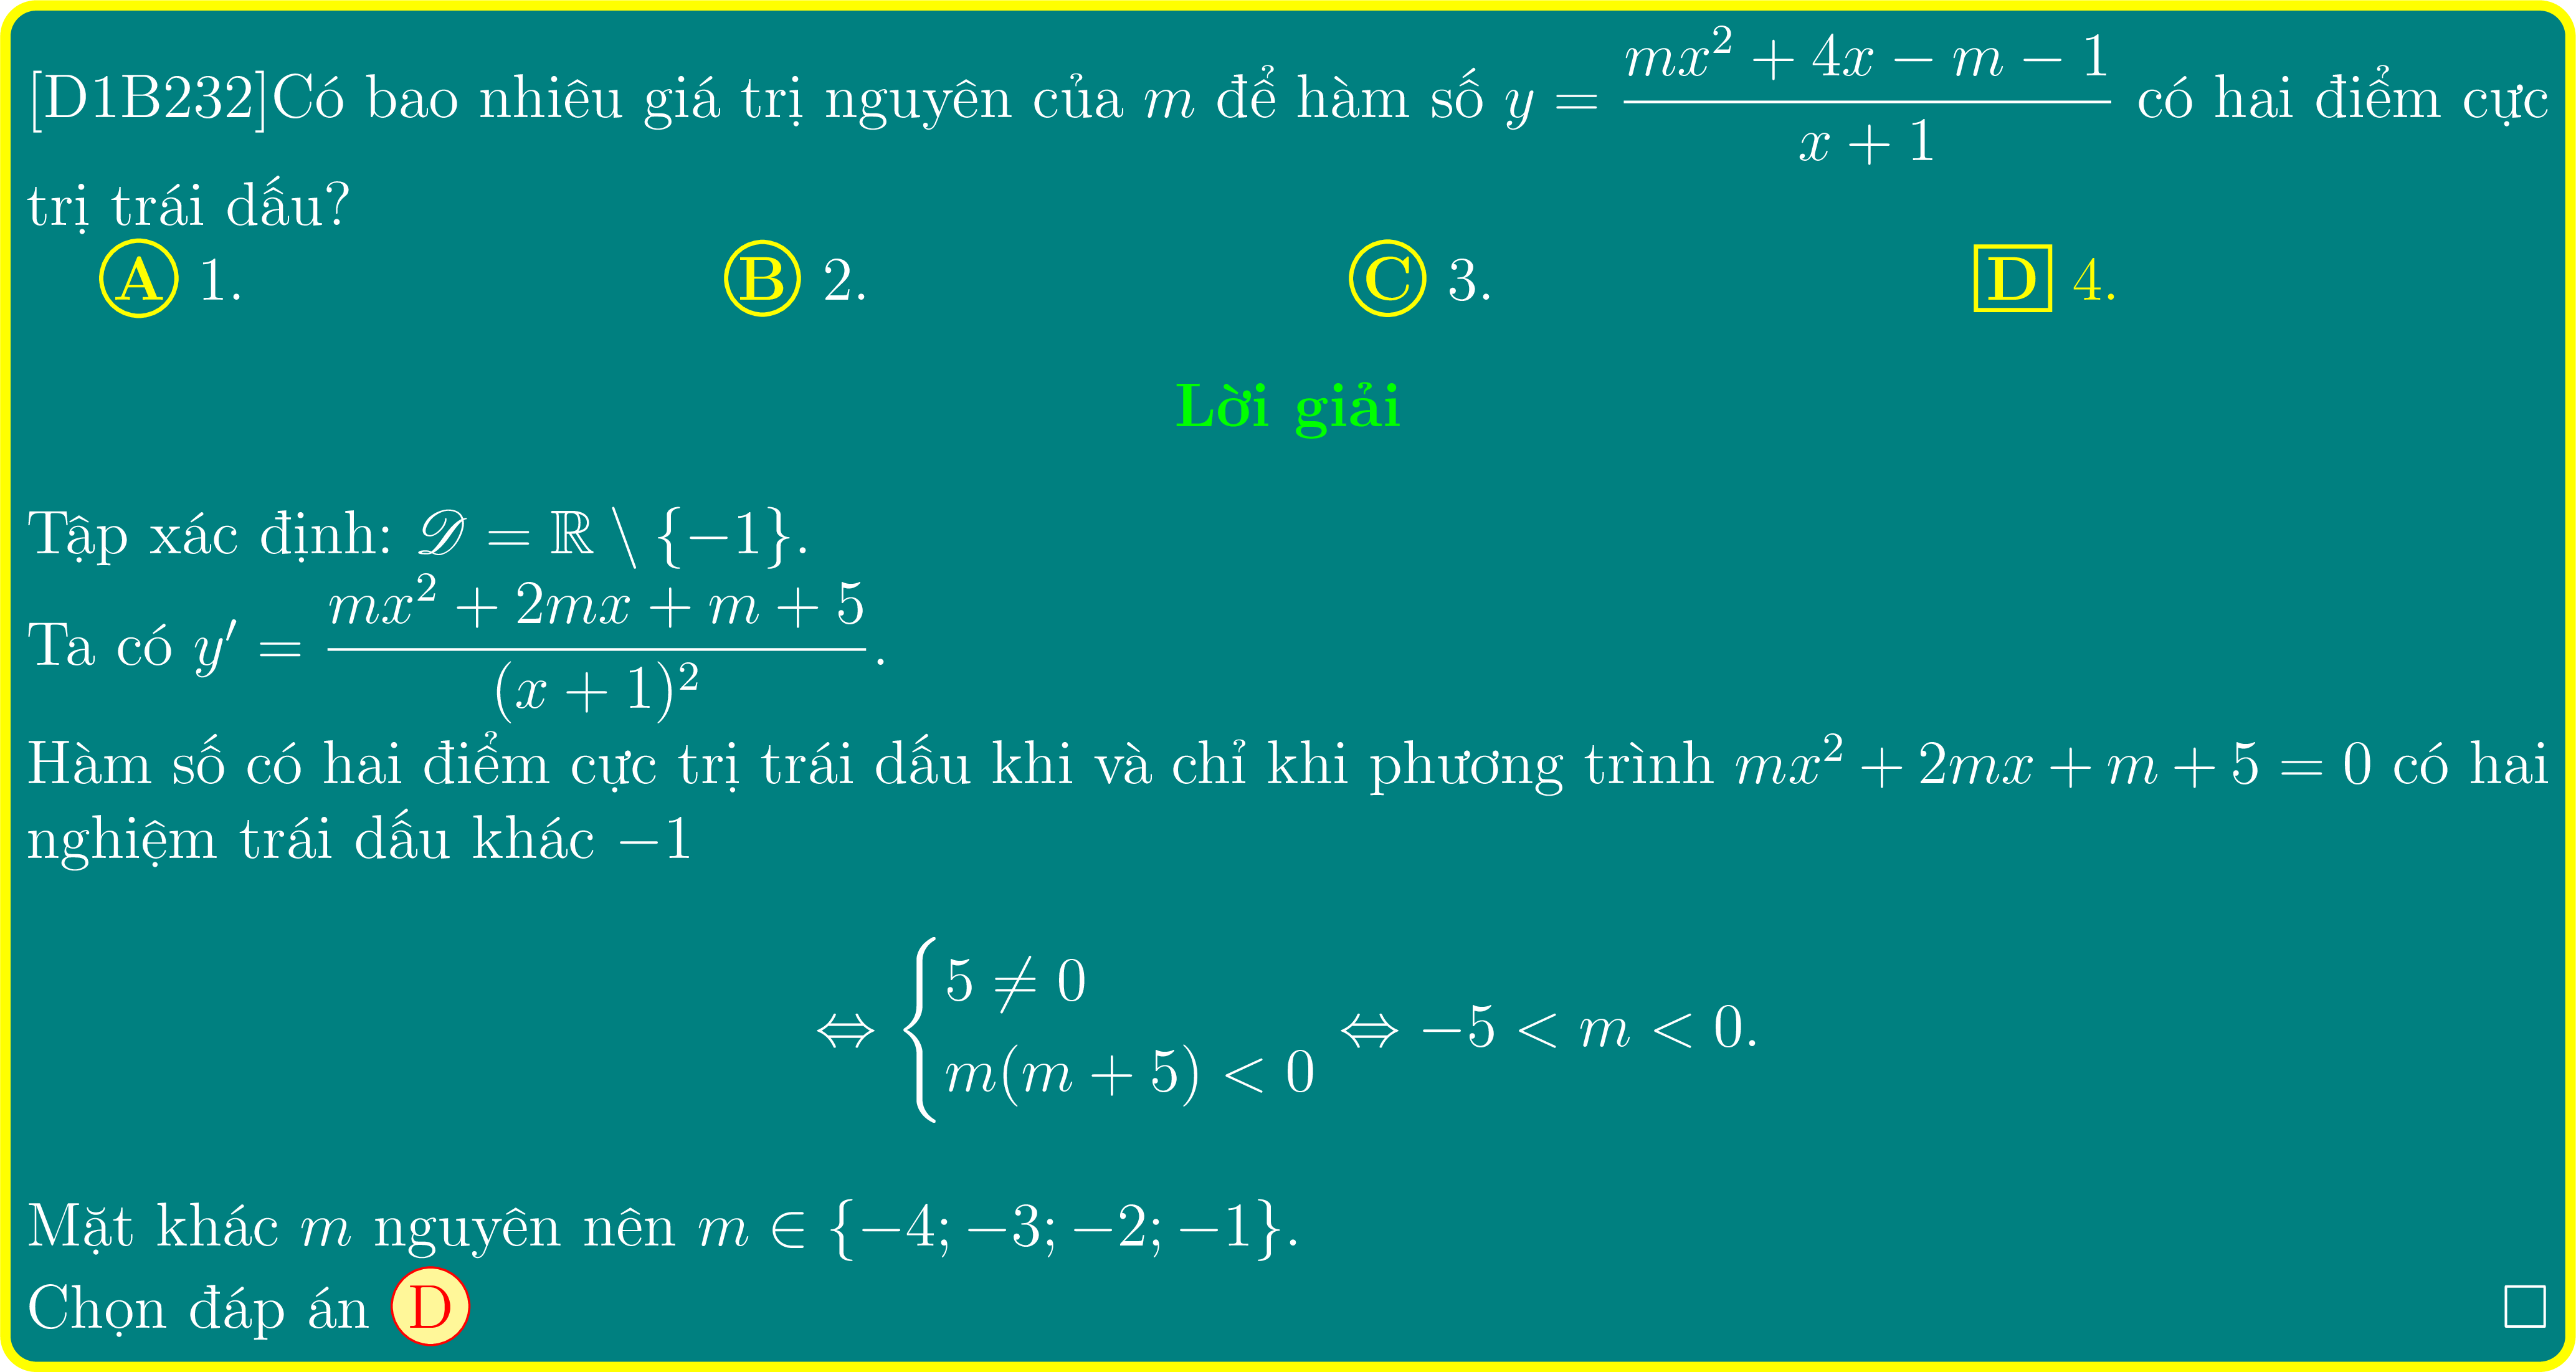 [D1B232]Có bao nhiêu giá trị nguyên của $m$ để hàm số $y = \dfrac{mx^2 + 4x - m - 1}{x + 1}$ có hai điểm cực
trị trái dấu?
A 1. B 2. C 3. D 4.
Lời giải
Tập xác định: $\mathscr{D} = \mathbb{R} \setminus \{-1\}$.
Ta có $y' = \dfrac{mx^2 + 2mx + m + 5}{(x + 1)^2}$.
Hàm số có hai điểm cực trị trái dấu khi và chỉ khi phương trình $mx^2 + 2mx + m + 5 = 0$ có hai
nghiệm trái dấu khác $-1$
$\Leftrightarrow \begin{cases} 5 \neq 0 \\ m(m + 5) < 0 \end{cases} \Leftrightarrow -5 < m < 0.$
Mặt khác $m$ nguyên nên $m \in \{-4; -3; -2; -1\}$.
Chọn đáp án D □